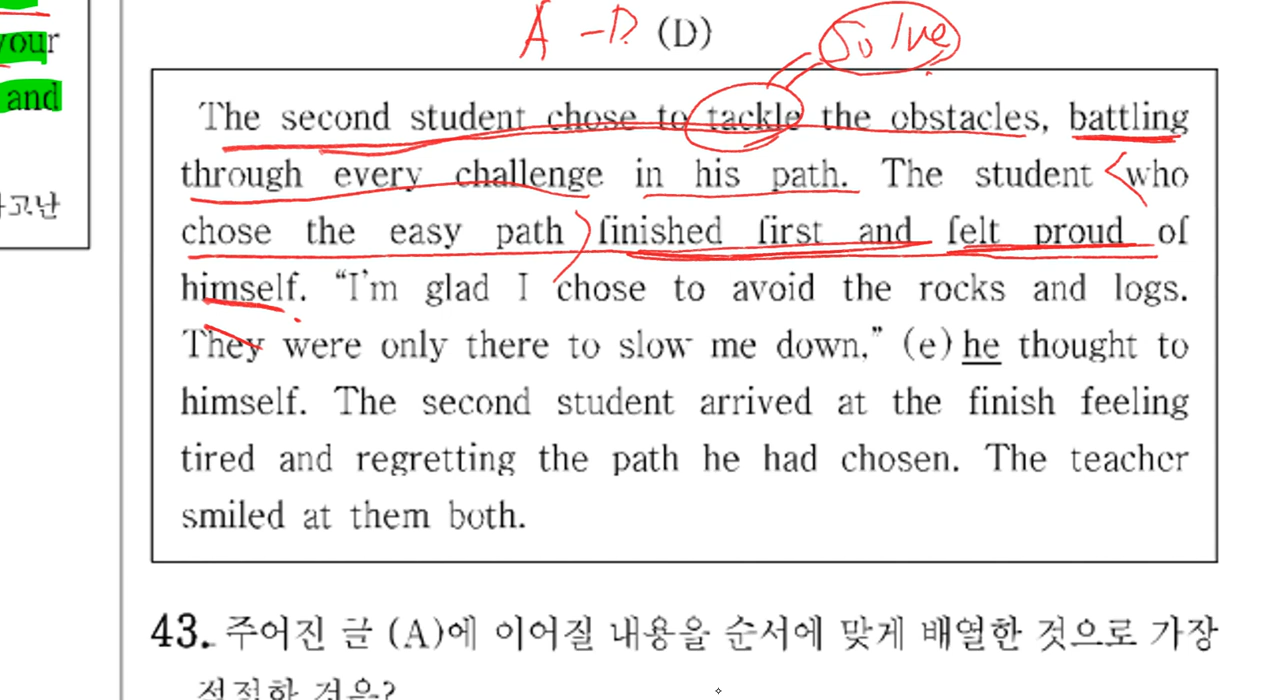 your
and
고난
A - D (D) Solve
The second student chose to tackle the obstacles, battling
through every challenge in his path. The student who
chose the easy path finished first and felt proud of
himself. “I’m glad I chose to avoid the rocks and logs.
They were only there to slow me down,” (e) he thought to
himself. The second student arrived at the finish feeling
tired and regretting the path he had chosen. The teacher
smiled at them both.
43. 주어진 글 (A)에 이어질 내용을 순서에 맞게 배열한 것으로 가장
적절한 것은?